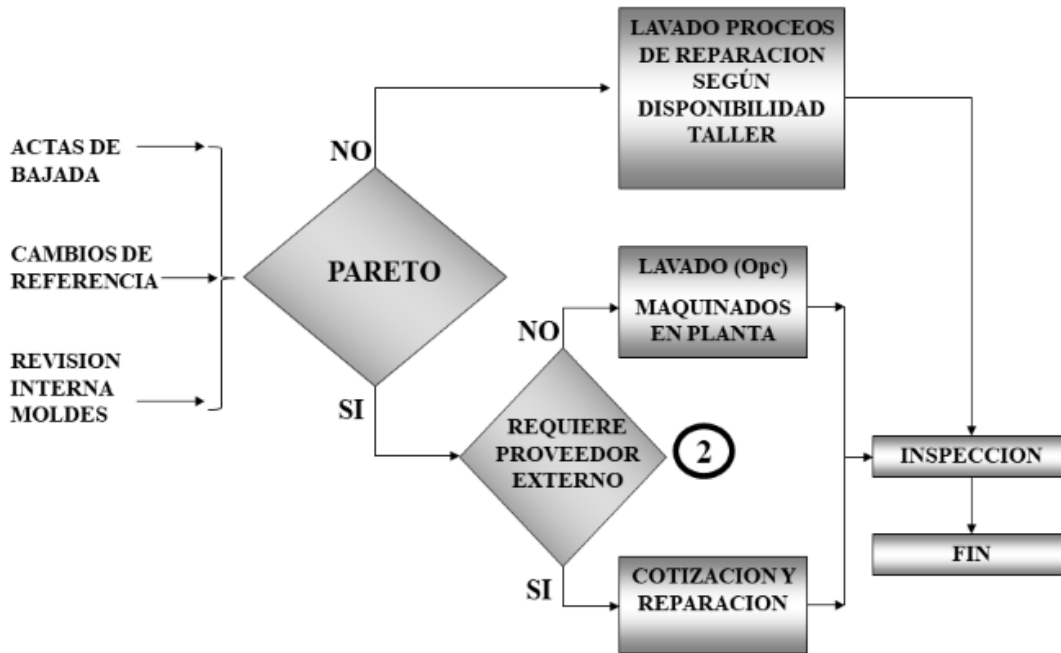 ACTAS DE
BAJADA
CAMBIOS DE
REFERENCIA
REVISION
INTERNA
MOLDES
PARETO
NO
SI
LAVADO PROCEOS
DE REPARACION
SEGÚN
DISPONIBILIDAD
TALLER
REQUIERE
PROVEEDOR
EXTERNO
2
NO
SI
LAVADO (Opc)
MAQUINADOS
EN PLANTA
COTIZACION Y
REPARACION
INSPECCION
FIN